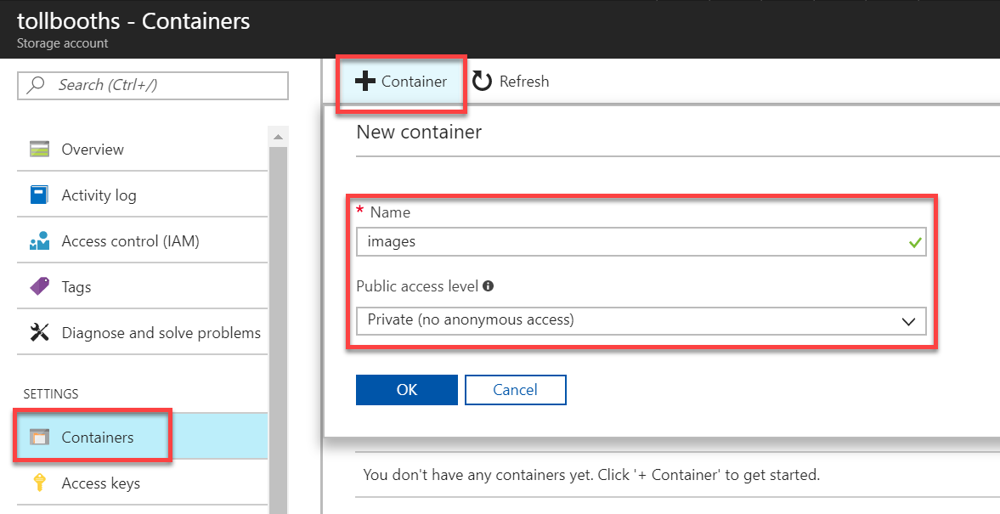 tollbooths - Containers
Storage account
Search (Ctrl+/)
Overview
Activity log
Access control (IAM)
Tags
Diagnose and solve problems
SETTINGS
Containers
Access keys
Container
Refresh
New container
* Name
images
Public access level
Private (no anonymous access)
OK
Cancel
You don't have any containers yet. Click '+ Container' to get started.